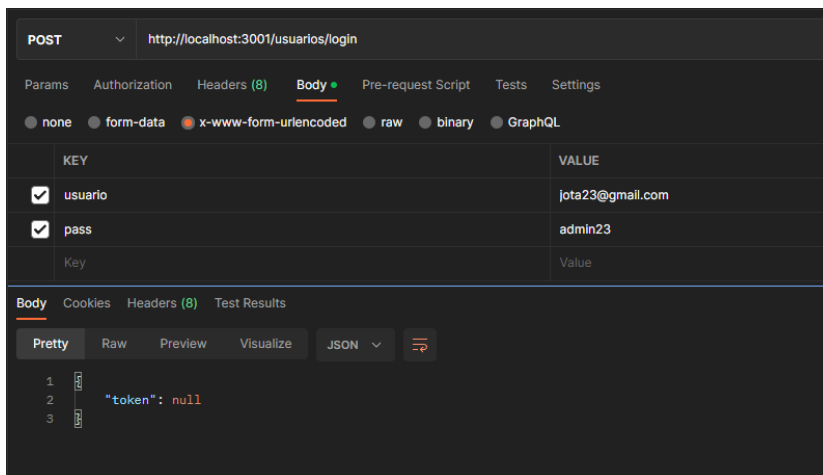 POST http://localhost:3001/usuarios/login
Params Authorization Headers (8) Body Pre-request Script Tests Settings
none form-data x-www-form-urlencoded raw binary GraphQL
KEY VALUE
usuario jota23@gmail.com
pass admin23
Key Value
Body Cookies Headers (8) Test Results
Pretty Raw Preview Visualize JSON
1 {
2 "token": null
3 }